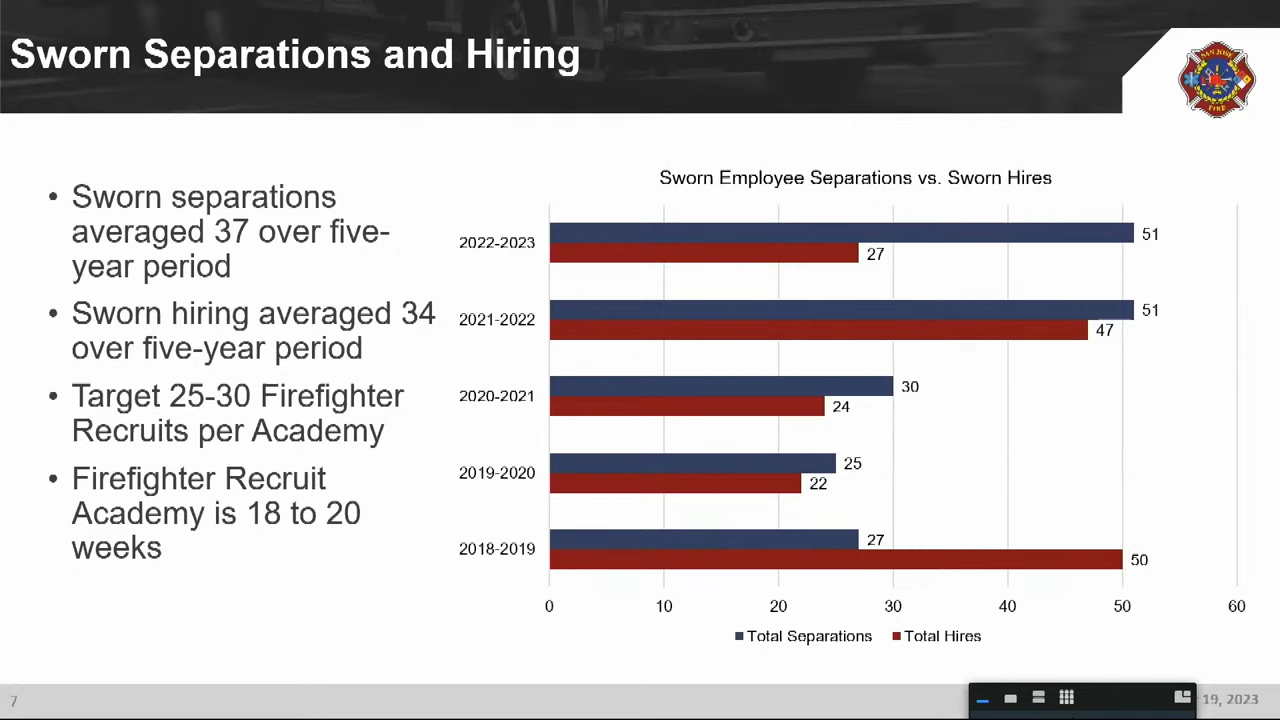 Sworn Separations and Hiring
SAN JOSE
FIRE
• Sworn separations
averaged 37 over five-
year period
• Sworn hiring averaged 34
over five-year period
• Target 25-30 Firefighter
Recruits per Academy
• Firefighter Recruit
Academy is 18 to 20
weeks
Sworn Employee Separations vs. Sworn Hires
2022-2023
51
27
2021-2022
51
47
2020-2021
30
24
2019-2020
25
22
2018-2019
27
50
0 10 20 30 40 50 60
Total Separations Total Hires
7
19, 2023